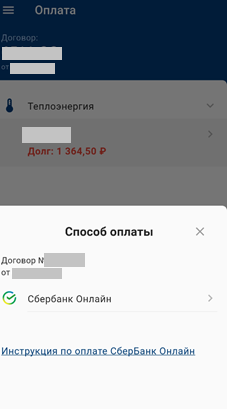 Оплата
Договор:
от
Теплоэнергия
Долг: 1 364,50 ₽
Способ оплаты
Договор N
от
Сбербанк Онлайн
Инструкция по оплате СберБанк Онлайн